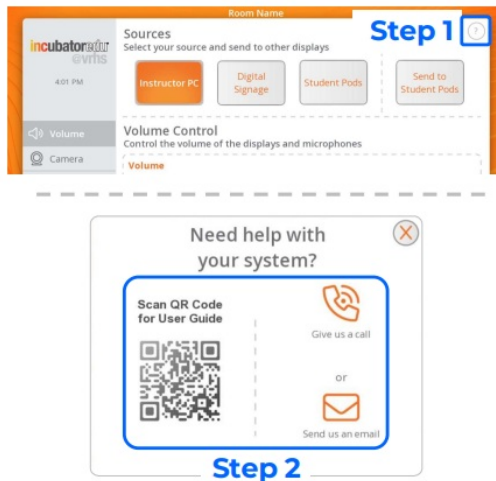 Room Name
Step 1
?
incubatoredu
@vrhs
4:01 PM
Volume
Camera
Sources
Select your source and send to other displays
Instructor PC
Digital
Signage
Student Pods
Send to
Student Pods
Volume Control
Control the volume of the displays and microphones
Volume
Need help with
your system?
X
Scan QR Code
for User Guide
Give us a call
or
Send us an email
Step 2